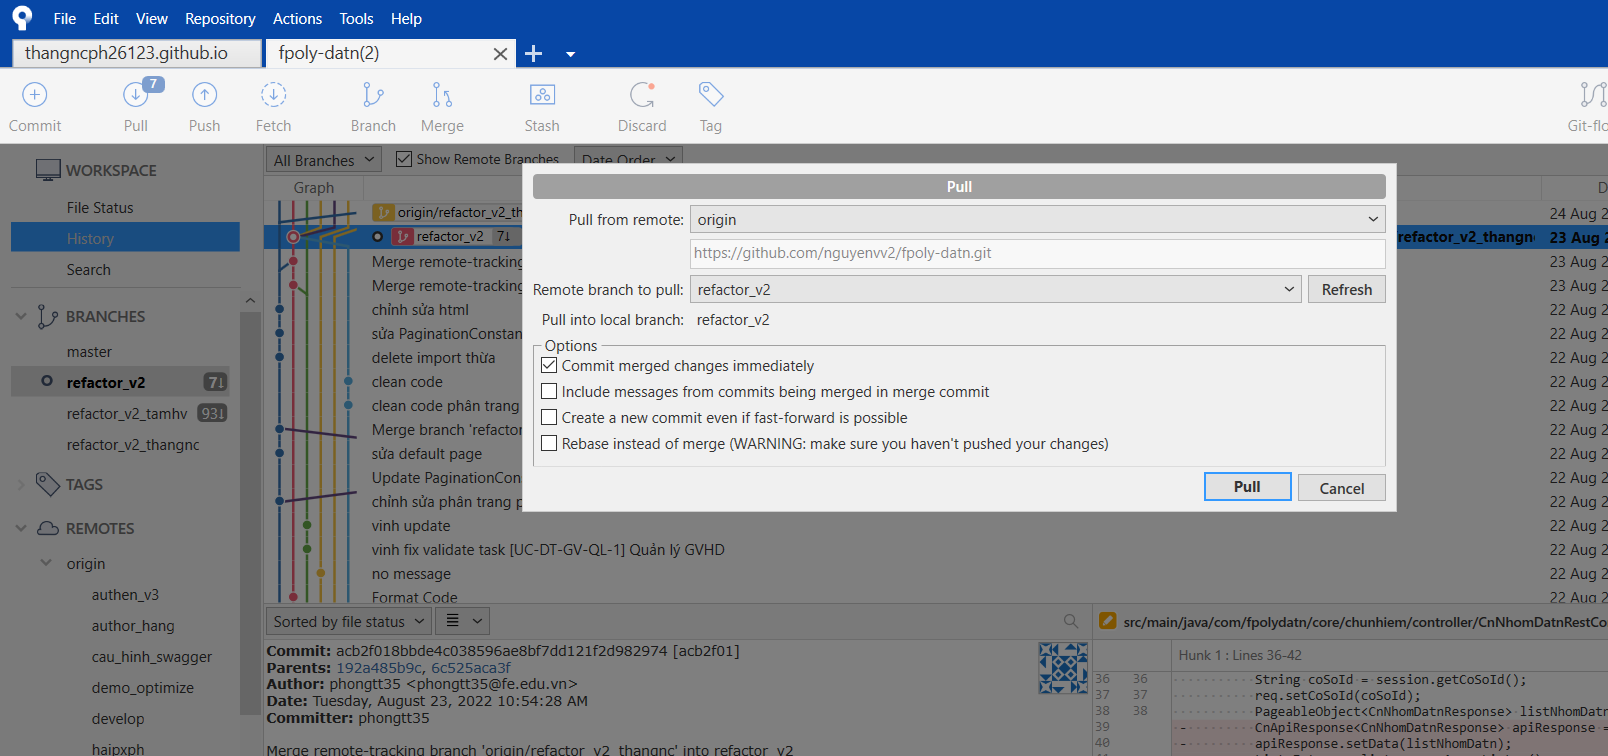 File Edit View Repository Actions Tools Help
thangncph26123.github.io fpoly-datn(2)
7
Commit Pull Push Fetch Branch Merge Stash Discard Tag Git-flo
WORKSPACE
File Status
History
Search
BRANCHES
master
refactor_v2 7↓
refactor_v2_tamhv 93↓
refactor_v2_thangnc
TAGS
REMOTES
origin
authen_v3
author_hang
cau_hinh_swagger
demo_optimize
develop
haipxph
All Branches Show Remote Branches Date Order
Graph D
origin/refactor_v2_th 24 Aug 2
refactor_v2 7↓ refactor_v2_thangn 23 Aug 2
Merge remote-tracking 23 Aug 2
Merge remote-tracking 23 Aug 2
chỉnh sửa html 22 Aug 2
sửa PaginationConstan 22 Aug 2
delete import thừa 22 Aug 2
clean code 22 Aug 2
clean code phân trang 22 Aug 2
Merge branch 'refactor 22 Aug 2
sửa default page 22 Aug 2
Update PaginationCons 22 Aug 2
chỉnh sửa phân trang p 22 Aug 2
vinh update 22 Aug 2
vinh fix validate task [UC-DT-GV-QL-1] Quản lý GVHD 22 Aug 2
no message 22 Aug 2
Format Code 22 Aug 2
Pull
Pull from remote: origin
https://github.com/nguyenvv2/fpoly-datn.git
Remote branch to pull: refactor_v2 Refresh
Pull into local branch: refactor_v2
Options
Commit merged changes immediately
Include messages from commits being merged in merge commit
Create a new commit even if fast-forward is possible
Rebase instead of merge (WARNING: make sure you haven't pushed your changes)
Pull Cancel
Sorted by file status
Commit: acb2f018bbde4c038596ae8bf7dd121f2d982974 [acb2f01]
Parents: 192a485b9c, 6c525aca3f
Author: phongtt35 <phongtt35@fe.edu.vn>
Date: Tuesday, August 23, 2022 10:54:28 AM
Committer: phongtt35
Merge remote-tracking branch 'origin/refactor_v2_thangnc' into refactor_v2
src/main/java/com/fpolydatn/core/chunhiem/controller/CnNhomDatnRestCo
Hunk 1 : Lines 36-42
36 36 String coSoId = session.getCoSoId();
37 37 req.setCoSoId(coSoId);
38 38 PageableObject<CnNhomDatnResponse> listNhomDatn
39 - CnApiResponse<CnNhomDatnResponse> apiResponse =
40 - apiResponse.setData(listNhomDatn);